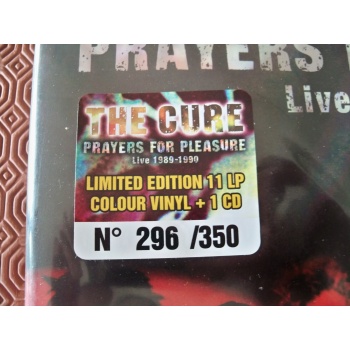 PRAYERS
Live
THE CURE
PRAYERS FOR PLEASURE
Live 1989-1990
LIMITED EDITION 11 LP
COLOUR VINYL + 1 CD
N° 296 /350